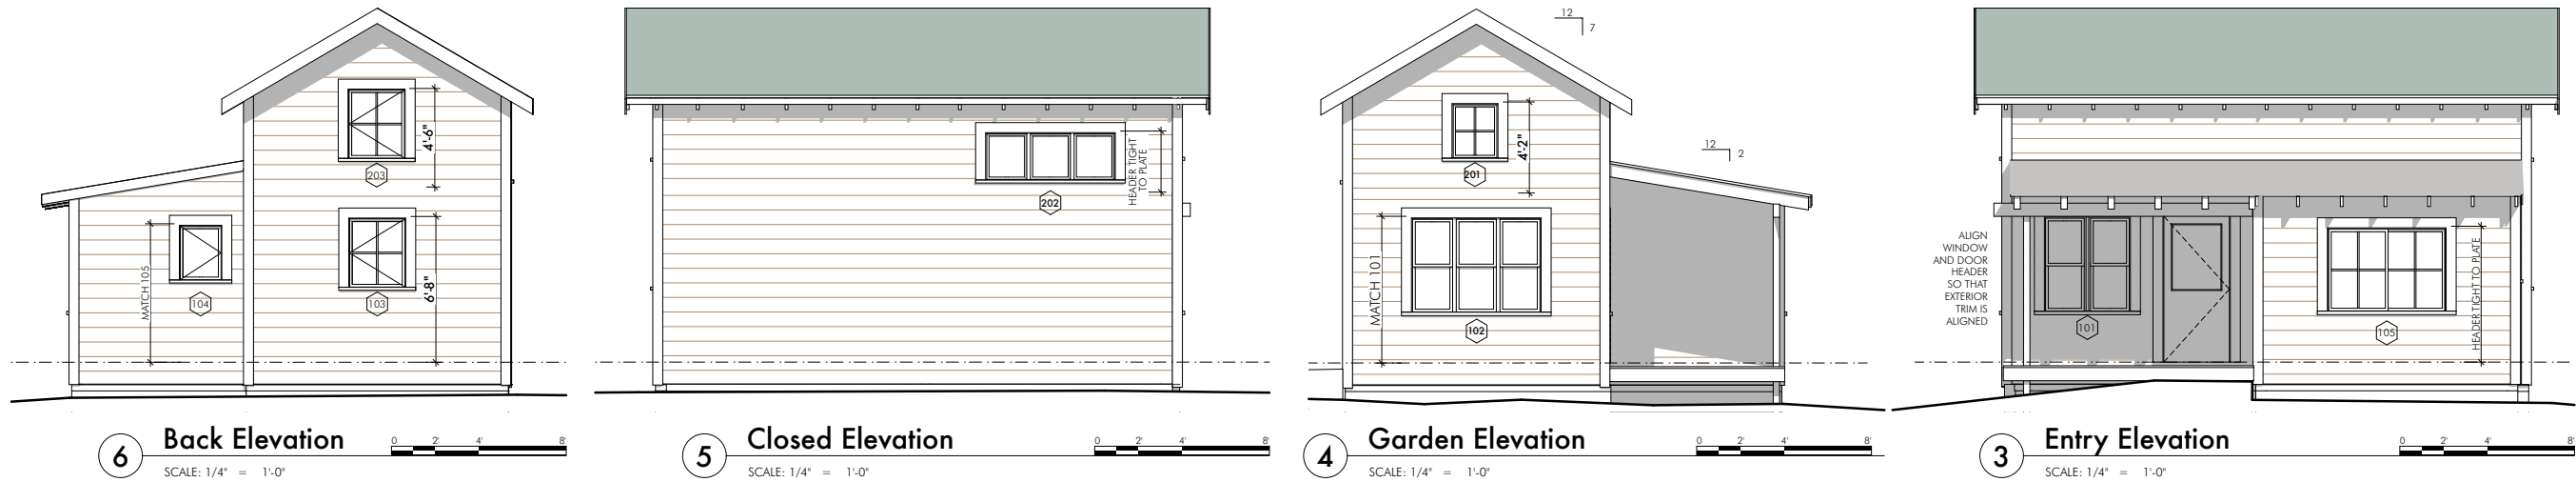 4'-6"
203
MATCH 105
104
103
6'-8"
6
Back Elevation
SCALE: 1/4" = 1'-0"
0 2' 4' 8'
HEADER TIGHT
TO PLATE
202
5
Closed Elevation
SCALE: 1/4" = 1'-0"
0 2' 4' 8'
12
7
4'-2"
201
12
2
MATCH 101
102
4
Garden Elevation
SCALE: 1/4" = 1'-0"
0 2' 4' 8'
ALIGN
WINDOW
AND DOOR
HEADER
SO THAT
EXTERIOR
TRIM IS
ALIGNED
101
105
HEADER TIGHT TO PLATE
3
Entry Elevation
SCALE: 1/4" = 1'-0"
0 2' 4' 8'